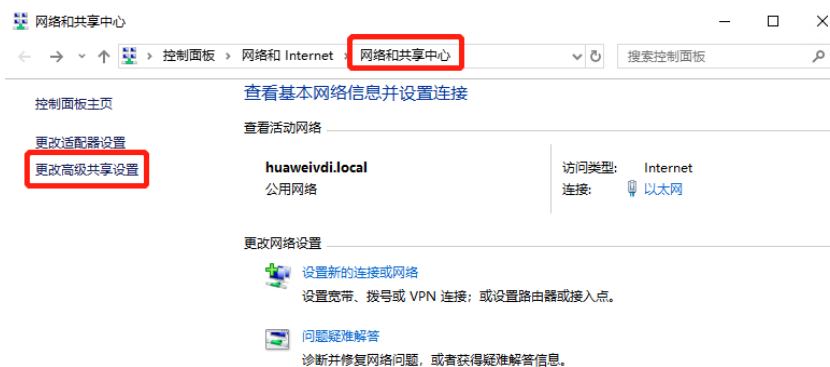 网络和共享中心
控制面板 › 网络和 Internet › 网络和共享中心
搜索控制面板
控制面板主页
更改适配器设置
更改高级共享设置
查看基本网络信息并设置连接
查看活动网络
huaweivdi.local
公用网络
访问类型: Internet
连接: 以太网
更改网络设置
设置新的连接或网络
设置宽带、拨号或 VPN 连接；或设置路由器或接入点。
问题疑难解答
诊断并修复网络问题，或者获得疑难解答信息。